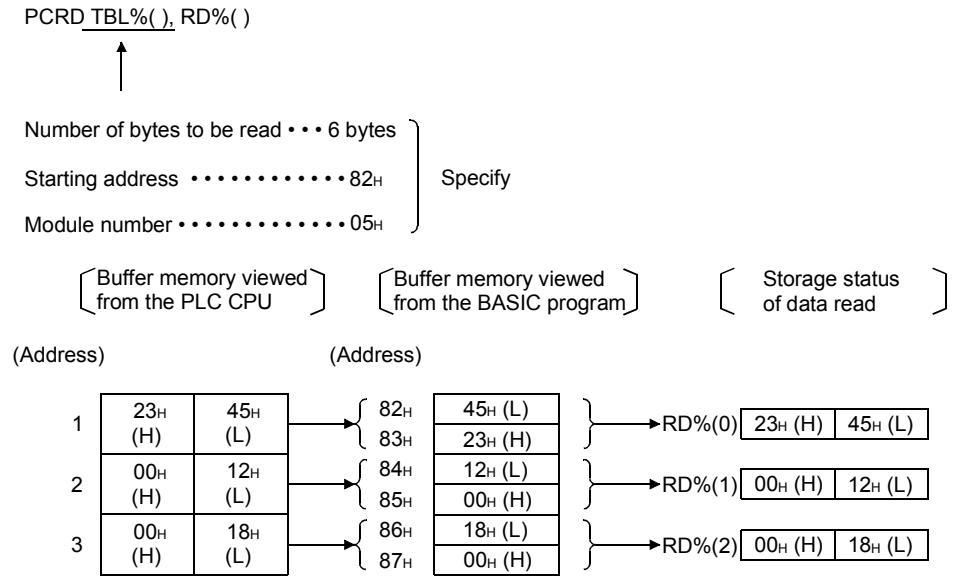 PCRD TBL%( ), RD%( )
Number of bytes to be read • • • 6 bytes
Starting address • • • • • • • • • • • • 82H
Specify
Module number • • • • • • • • • • • • • 05H
Buffer memory viewed from the PLC CPU
Buffer memory viewed from the BASIC program
Storage status of data read
(Address)
(Address)
1
23H (H)
45H (L)
82H
45H (L)
83H
23H (H)
RD%(0)
23H (H)
45H (L)
2
00H (H)
12H (L)
84H
12H (L)
85H
00H (H)
RD%(1)
00H (H)
12H (L)
3
00H (H)
18H (L)
86H
18H (L)
87H
00H (H)
RD%(2)
00H (H)
18H (L)